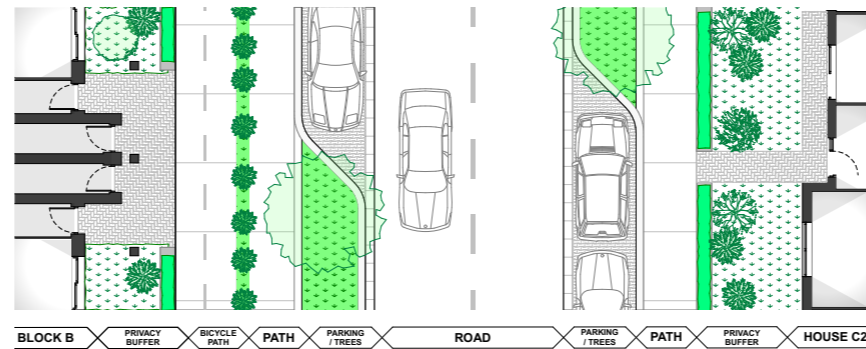 BLOCK B
PRIVACY
BUFFER
BICYCLE
PATH
PATH
PARKING
/ TREES
ROAD
PARKING
/ TREES
PATH
PRIVACY
BUFFER
HOUSE C2